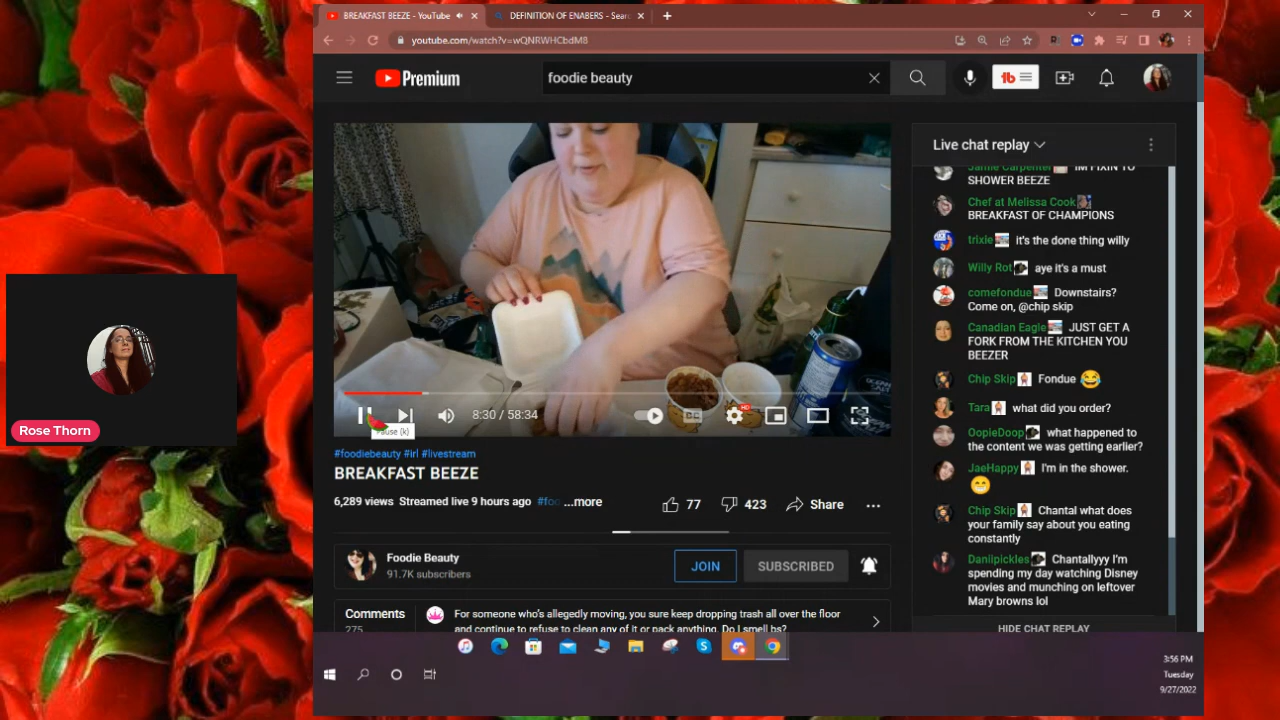 BREAKFAST BEEZE - YouTube
DEFINITION OF ENABERS - Sear
youtube.com/watch?v=wQNRWHCbdM8
Premium
foodie beauty
Live chat replay
Jamie Carpenter IM FIXIN TO
SHOWER BEEZE
Chef at Melissa Cook
BREAKFAST OF CHAMPIONS
trixie it's the done thing willy
Willy Rot aye it's a must
comefondue Downstairs?
Come on, @chip skip
Canadian Eagle JUST GET A
FORK FROM THE KITCHEN YOU
BEEZER
Chip Skip Fondue 😂
Tara what did you order?
OopieDoop what happened to
the content we was getting earlier?
JaeHappy I'm in the shower.
😁
Chip Skip Chantal what does
your family say about you eating
constantly
Daniipickles Chantallyyy I'm
spending my day watching Disney
movies and munching on leftover
Mary browns lol
HIDE CHAT REPLAY
8:30 / 58:34
CC
HD
Pause (k)
#foodiebeauty #irl #livestream
BREAKFAST BEEZE
6,289 views Streamed live 9 hours ago #foo ...more
77
423
Share
Foodie Beauty
91.7K subscribers
JOIN
SUBSCRIBED
Comments
275
For someone who's allegedly moving, you sure keep dropping trash all over the floor
and continue to refuse to clean any of it or pack anything. Do I smell ba?
Rose Thorn
3:56 PM
Tuesday
9/27/2022